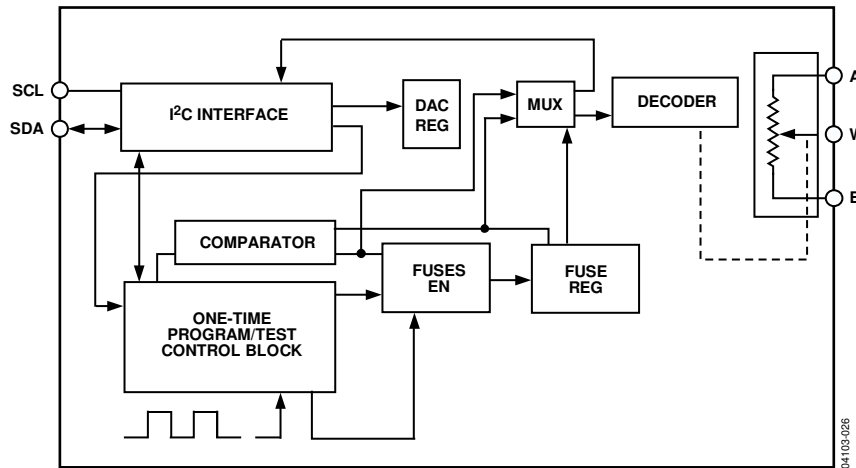 SCL
SDA
I²C INTERFACE
DAC
REG
MUX
DECODER
A
W
COMPARATOR
FUSES
EN
FUSE
REG
ONE-TIME
PROGRAM/TEST
CONTROL BLOCK
04103-026